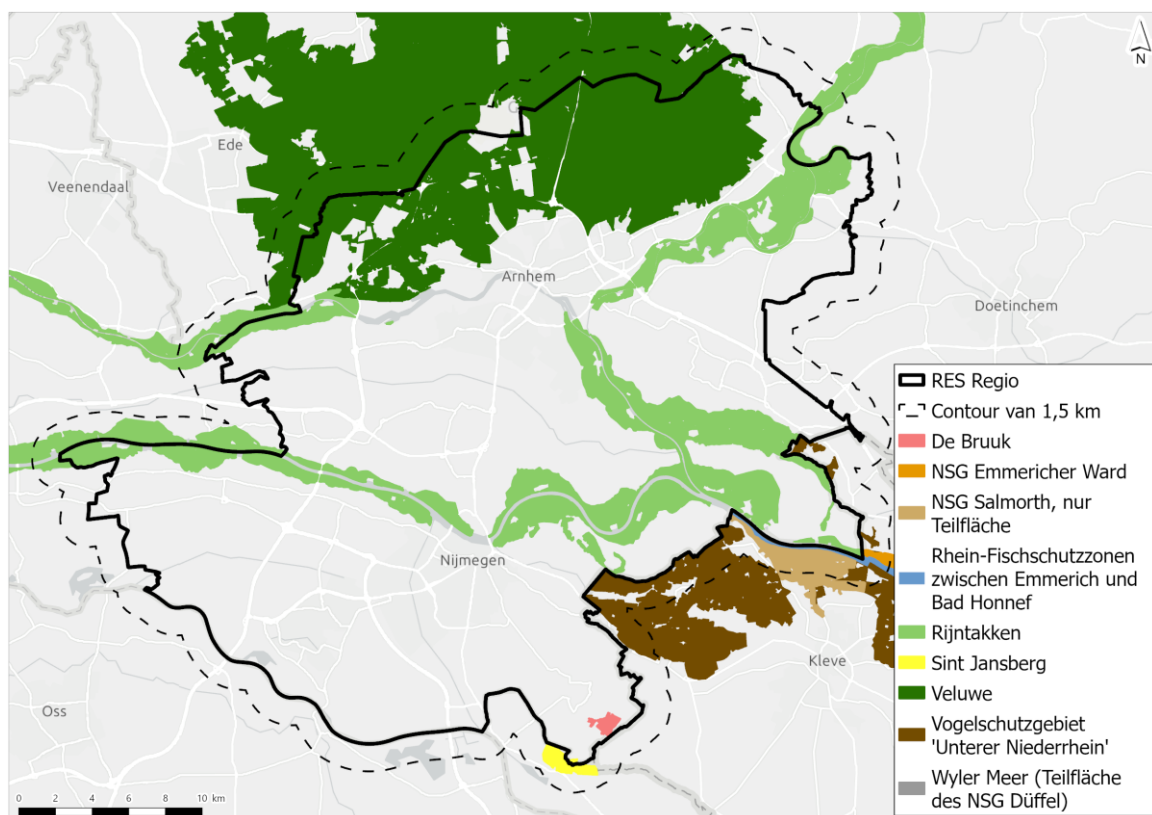 N
G
Ede
Veenendaal
Arnhem
Doetinchem
Nijmegen
Kleve
Oss
RES Regio
Contour van 1,5 km
De Bruuk
NSG Emmericher Ward
NSG Salmorth, nur
Teilfläche
Rhein-Fischschutzzonen
zwischen Emmerich und
Bad Honnef
Rijntakken
Sint Jansberg
Veluwe
Vogelschutzgebiet
'Unterer Niederrhein'
Wyler Meer (Teilfläche
des NSG Düffel)
0 2 4 6 8 10 km